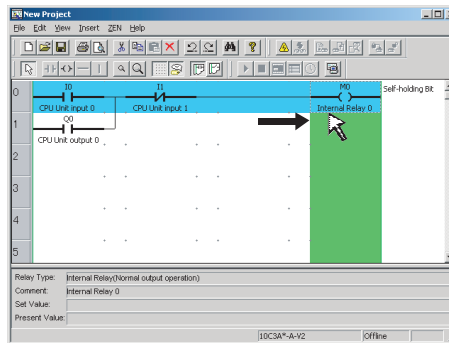 New Project
File Edit View Insert ZEN Help
0 I0 I1 M0 Self-holding Bit
CPU Unit input 0 CPU Unit input 1 Internal Relay 0
1 Q0
CPU Unit output 0
2
3
4
5
Relay Type: Internal Relay(Normal output operation)
Comment: Internal Relay 0
Set Value:
Present Value:
10C3A*-A-V2 Offline